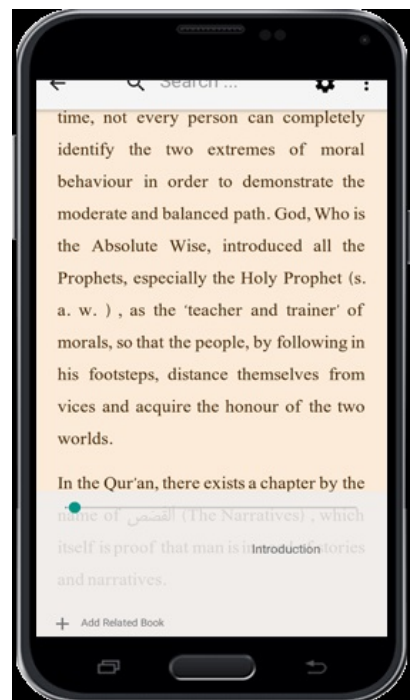 Search ...
time, not every person can completely
identify the two extremes of moral
behaviour in order to demonstrate the
moderate and balanced path. God, Who is
the Absolute Wise, introduced all the
Prophets, especially the Holy Prophet (s.
a. w. ) , as the 'teacher and trainer' of
morals, so that the people, by following in
his footsteps, distance themselves from
vices and acquire the honour of the two
worlds.
In the Qur'an, there exists a chapter by the
name of القصص (The Narratives) , which
itself is proof that man is in stories
Introduction
and narratives.
+ Add Related Book